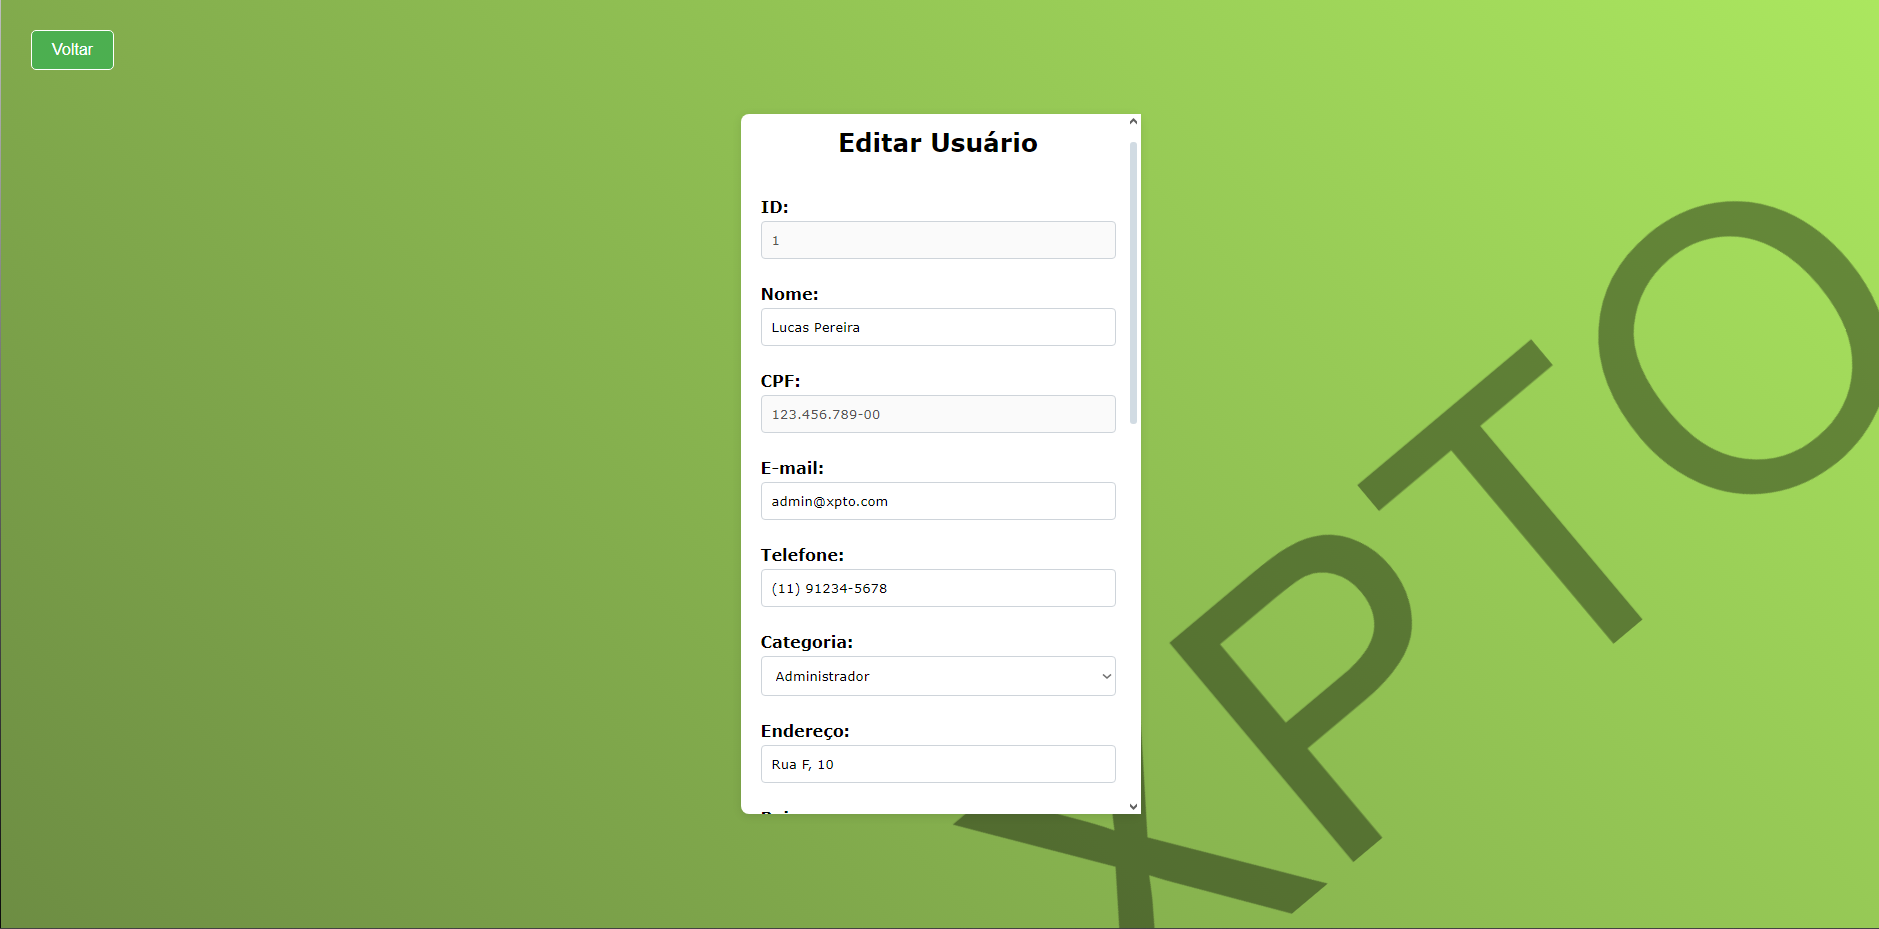 Voltar
Editar Usuário
ID:
1
Nome:
Lucas Pereira
CPF:
123.456.789-00
E-mail:
admin@xpto.com
Telefone:
(11) 91234-5678
Categoria:
Administrador
Endereço:
Rua F, 10
XPTO